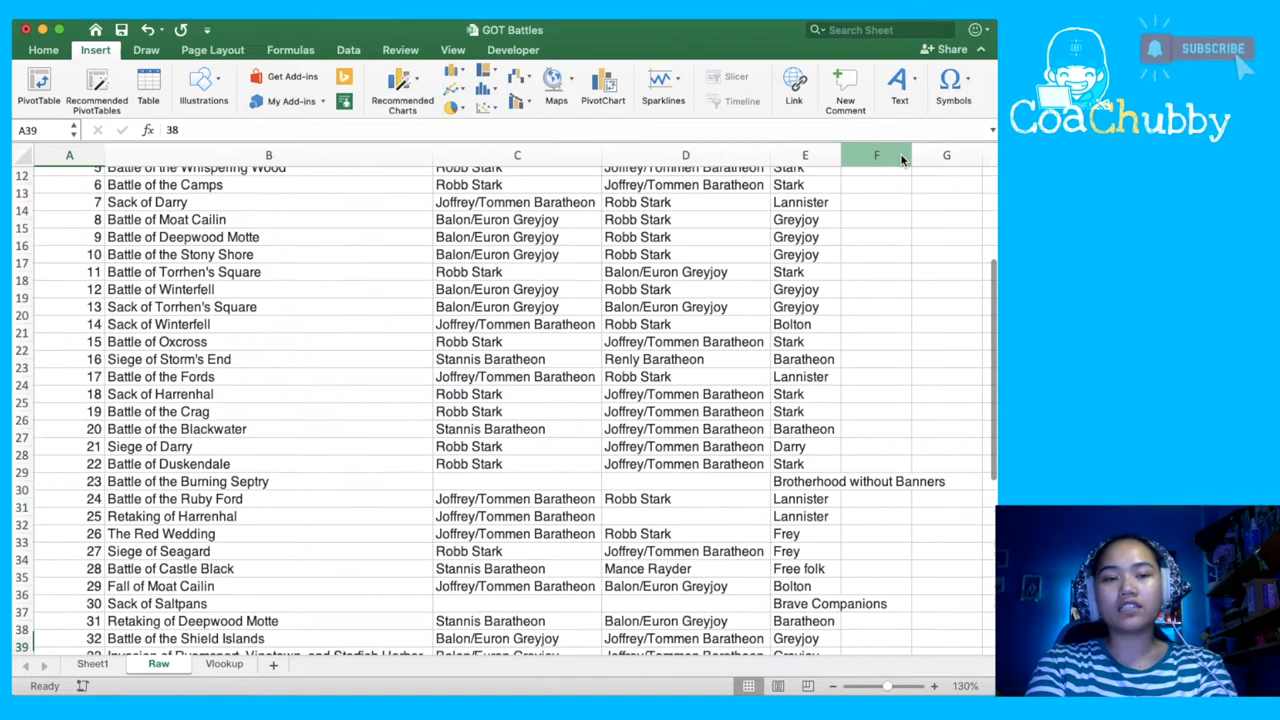 GOT Battles
Search Sheet
Home Insert Draw Page Layout Formulas Data Review View Developer Share
PivotTable
Recommended PivotTables
Table
Illustrations
Get Add-ins
My Add-ins
Recommended Charts
Maps
PivotChart
Sparklines
Slicer
Timeline
Link
New Comment
Text
Symbols
A39 fx 38
A B C D E F G
12 5 Battle of the Whispering Wood Robb Stark Joffrey/Tommen Baratheon Stark
13 6 Battle of the Camps Robb Stark Joffrey/Tommen Baratheon Stark
14 7 Sack of Darry Joffrey/Tommen Baratheon Robb Stark Lannister
15 8 Battle of Moat Cailin Balon/Euron Greyjoy Robb Stark Greyjoy
16 9 Battle of Deepwood Motte Balon/Euron Greyjoy Robb Stark Greyjoy
17 10 Battle of the Stony Shore Balon/Euron Greyjoy Robb Stark Greyjoy
18 11 Battle of Torrhen's Square Robb Stark Balon/Euron Greyjoy Stark
19 12 Battle of Winterfell Balon/Euron Greyjoy Robb Stark Greyjoy
20 13 Sack of Torrhen's Square Balon/Euron Greyjoy Balon/Euron Greyjoy Greyjoy
21 14 Sack of Winterfell Joffrey/Tommen Baratheon Robb Stark Bolton
22 15 Battle of Oxcross Robb Stark Joffrey/Tommen Baratheon Stark
23 16 Siege of Storm's End Stannis Baratheon Renly Baratheon Baratheon
24 17 Battle of the Fords Joffrey/Tommen Baratheon Robb Stark Lannister
25 18 Sack of Harrenhal Robb Stark Joffrey/Tommen Baratheon Stark
26 19 Battle of the Crag Robb Stark Joffrey/Tommen Baratheon Stark
27 20 Battle of the Blackwater Stannis Baratheon Joffrey/Tommen Baratheon Baratheon
28 21 Siege of Darry Robb Stark Joffrey/Tommen Baratheon Darry
29 22 Battle of Duskendale Robb Stark Joffrey/Tommen Baratheon Stark
30 23 Battle of the Burning Septry Brotherhood without Banners
31 24 Battle of the Ruby Ford Joffrey/Tommen Baratheon Robb Stark Lannister
32 25 Retaking of Harrenhal Joffrey/Tommen Baratheon Lannister
33 26 The Red Wedding Joffrey/Tommen Baratheon Robb Stark Frey
34 27 Siege of Seagard Robb Stark Joffrey/Tommen Baratheon Frey
35 28 Battle of Castle Black Stannis Baratheon Mance Rayder Free folk
36 29 Fall of Moat Cailin Joffrey/Tommen Baratheon Balon/Euron Greyjoy Bolton
37 30 Sack of Saltpans Brave Companions
38 31 Retaking of Deepwood Motte Stannis Baratheon Balon/Euron Greyjoy Baratheon
39 32 Battle of the Shield Islands Balon/Euron Greyjoy Joffrey/Tommen Baratheon Greyjoy
Sheet1 Raw Vlookup
Ready 130%
SUBSCRIBE
CoaChubby